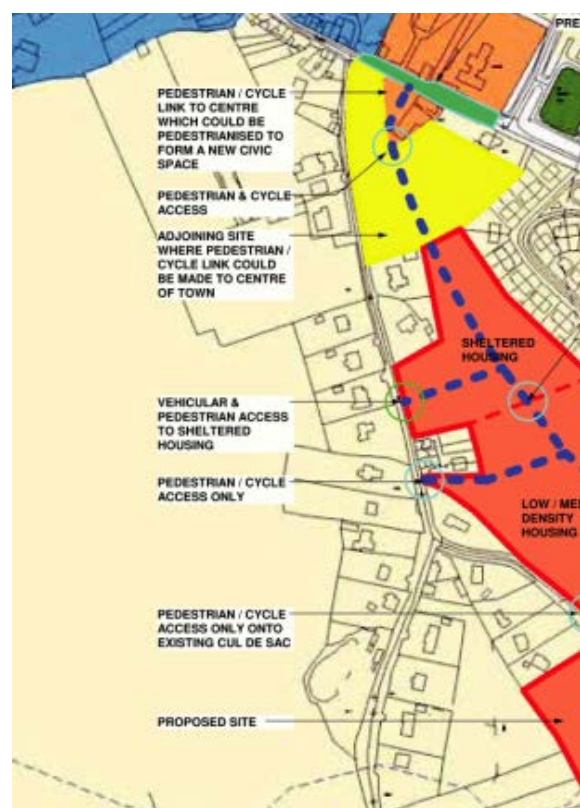 PRE
PEDESTRIAN / CYCLE
LINK TO CENTRE
WHICH COULD BE
PEDESTRIANISED TO
FORM A NEW CIVIC
SPACE
PEDESTRIAN & CYCLE
ACCESS
ADJOINING SITE
WHERE PEDESTRIAN /
CYCLE LINK COULD
BE MADE TO CENTRE
OF TOWN
SHELTERED
HOUSING
VEHICULAR &
PEDESTRIAN ACCESS
TO SHELTERED
HOUSING
PEDESTRIAN / CYCLE
ACCESS ONLY
LOW / MED
DENSITY
HOUSING
PEDESTRIAN / CYCLE
ACCESS ONLY ONTO
EXISTING CUL DE SAC
PROPOSED SITE